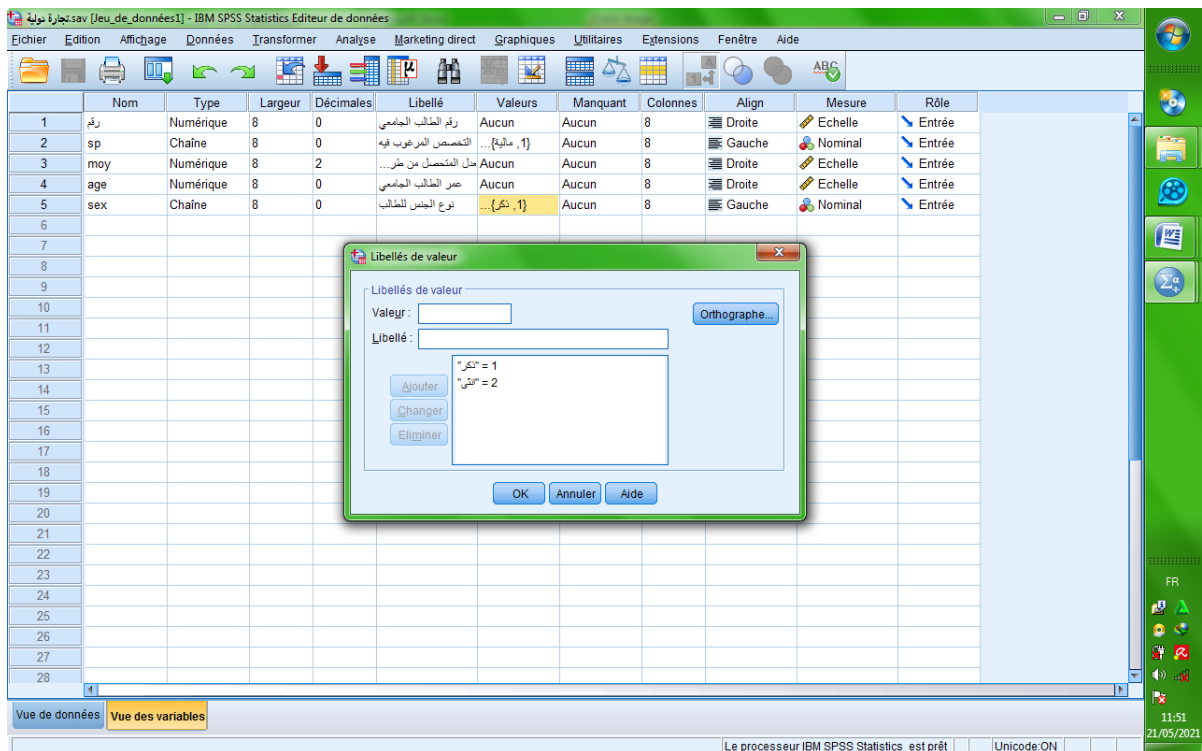 تجارة دولية.sav [Jeu_de_données1] - IBM SPSS Statistics Editeur de données
Fichier Edition Affichage Données Transformer Analyse Marketing direct Graphiques Utilitaires Extensions Fenêtre Aide
Nom Type Largeur Décimales Libellé Valeurs Manquant Colonnes Align Mesure Rôle
1 رقم Numérique 8 0 رقم الطالب الجامعي Aucun Aucun 8 Droite Echelle Entrée
2 sp Chaîne 8 0 التخصص المرغوب فيه {1, مالية}... Aucun 8 Gauche Nominal Entrée
3 moy Numérique 8 2 المتحصل من طر... Aucun Aucun 8 Droite Echelle Entrée
4 age Numérique 8 0 عمر الطالب الجامعي Aucun Aucun 8 Droite Echelle Entrée
5 sex Chaîne 8 0 نوع الجنس للطالب {1, ذكر}... Aucun 8 Gauche Nominal Entrée
6
7
8
9
10
11
12
13
14
15
16
17
18
19
20
21
22
23
24
25
26
27
28
Libellés de valeur
Libellés de valeur
Valeur :
Orthographe...
Libellé :
1 = "ذكر"
2 = "انثى"
Ajouter
Changer
Eliminer
OK Annuler Aide
Vue de données Vue des variables
Le processeur IBM SPSS Statistics est prêt Unicode:ON
FR
11:51
21/05/2021